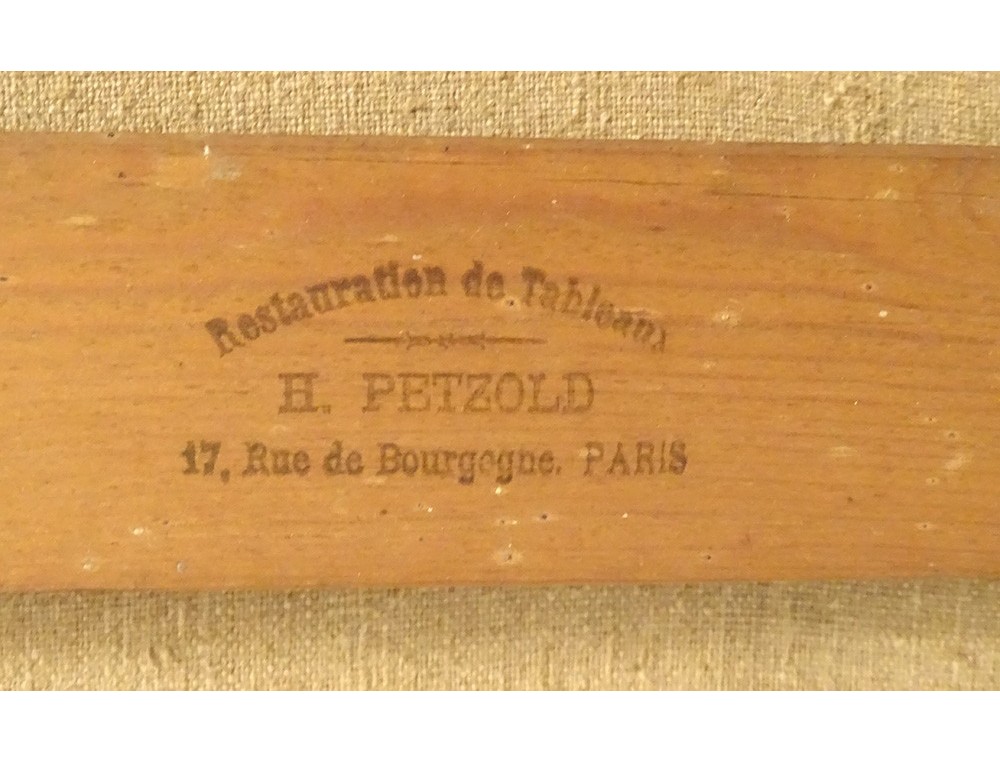 Restauration de Tableaux
H. PETZOLD
17, Rue de Bourgogne. PARIS